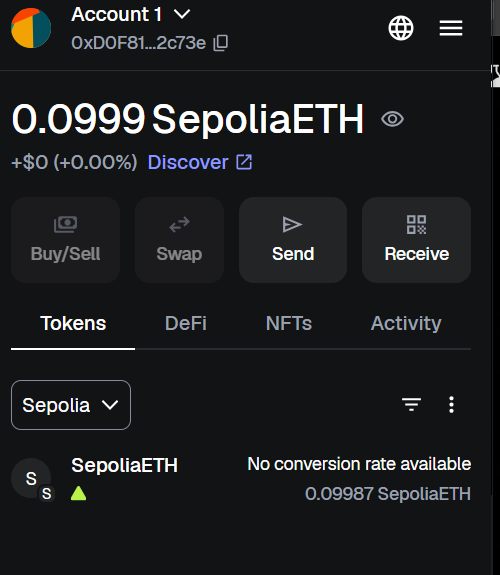 Account 1
0xD0F81...2c73e
0.0999 SepoliaETH
+$0 (+0.00%) Discover
Buy/Sell
Swap
Send
Receive
Tokens
DeFi
NFTs
Activity
Sepolia
S
S
SepoliaETH
No conversion rate available
0.09987 SepoliaETH